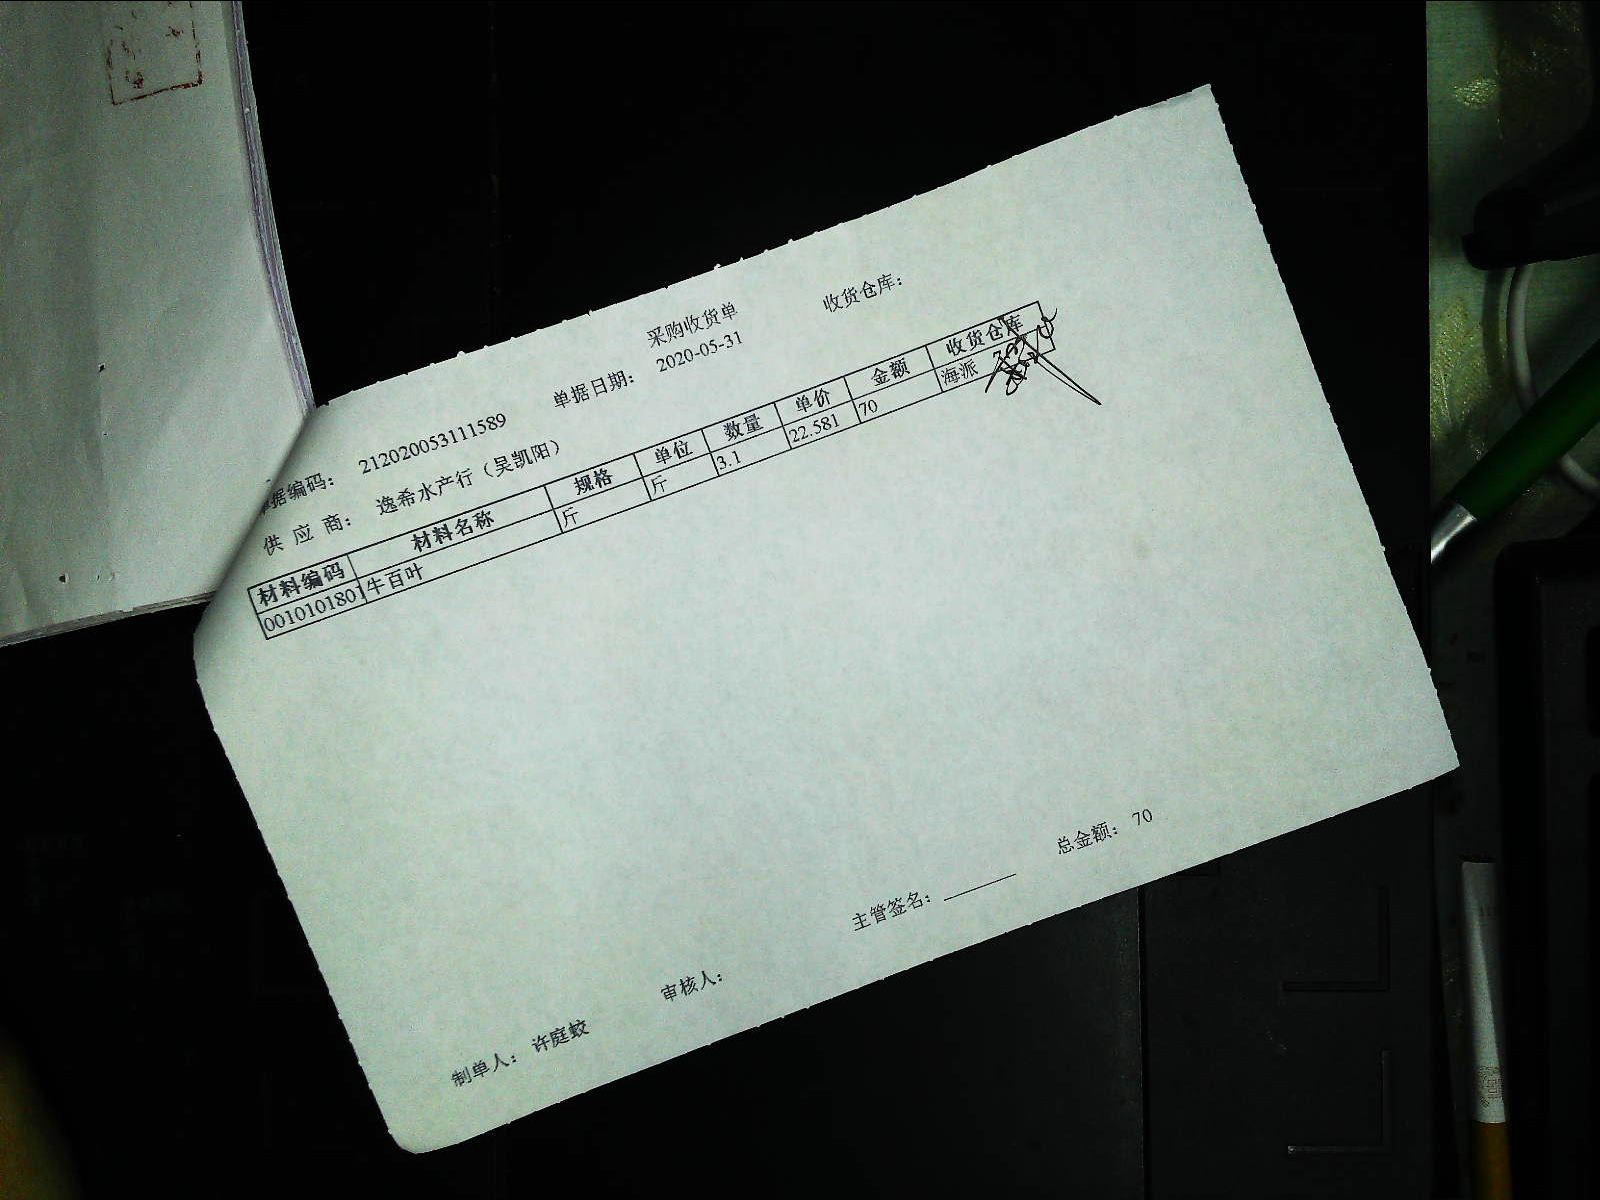 采购收货单 收货仓库:
据编码: 212020053111589 单据日期: 2020-05-31
供 应 商: 逸希水产行（吴凯阳）
材料编码 材料名称 规格 单位 数量 单价 金额 收货仓库
001010180 牛百叶 斤 斤 3.1 22.581 70 海派
制单人: 许庭蛟 审核人: 主管签名: 总金额: 70